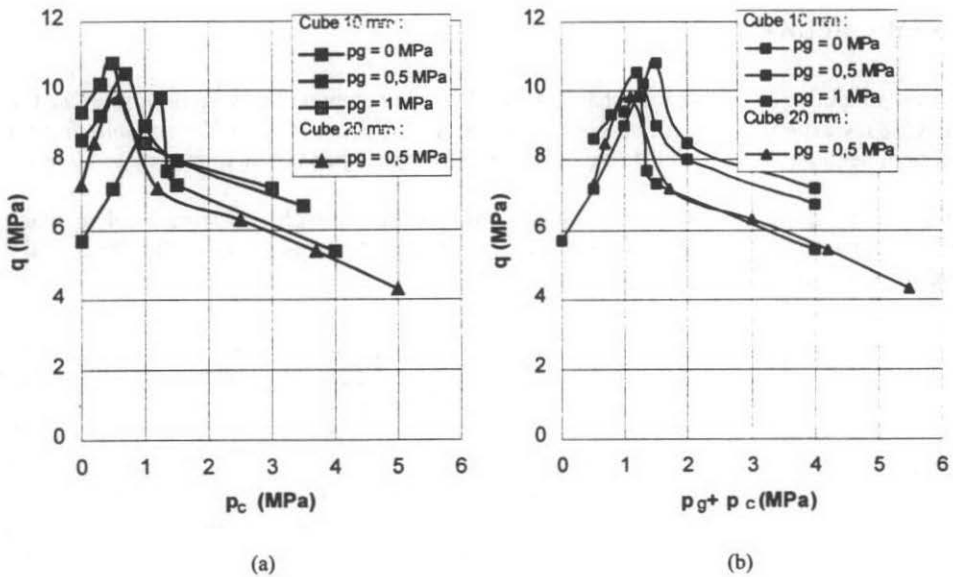 12
10
8
6
4
2
0
q (MPa)
0 1 2 3 4 5 6
pc (MPa)
Cube 10 mm :
pg = 0 MPa
pg = 0,5 MPa
pg = 1 MPa
Cube 20 mm :
pg = 0,5 MPa
(a)
12
10
8
6
4
2
0
q (MPa)
0 1 2 3 4 5 6
pg+ pc (MPa)
Cube 10 mm :
pg = 0 MPa
pg = 0,5 MPa
pg = 1 MPa
Cube 20 mm :
pg = 0,5 MPa
(b)